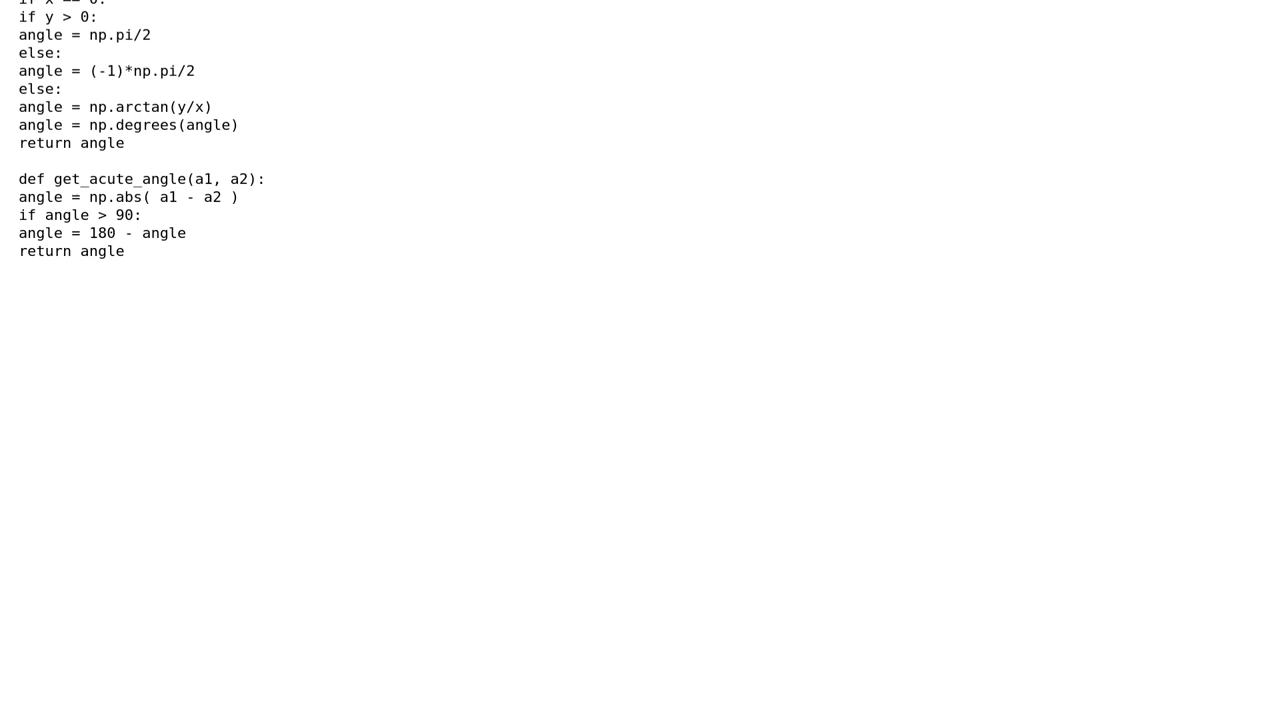 if x == 0:
if y > 0:
angle = np.pi/2
else:
angle = (-1)*np.pi/2
else:
angle = np.arctan(y/x)
angle = np.degrees(angle)
return angle

def get_acute_angle(a1, a2):
angle = np.abs( a1 - a2 )
if angle > 90:
angle = 180 - angle
return angle